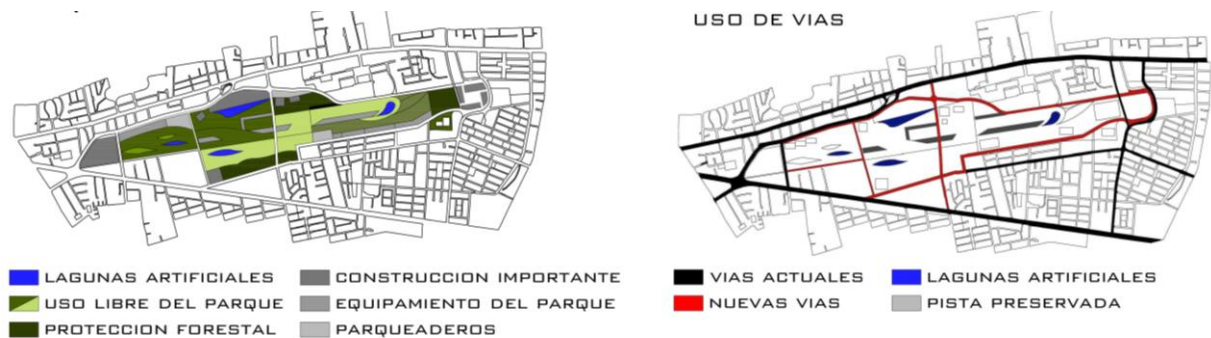 USO DE VIAS
LAGUNAS ARTIFICIALES
CONSTRUCCION IMPORTANTE
USO LIBRE DEL PARQUE
EQUIPAMIENTO DEL PARQUE
PROTECCION FORESTAL
PARQUEADEROS
VIAS ACTUALES
LAGUNAS ARTIFICIALES
NUEVAS VIAS
PISTA PRESERVADA